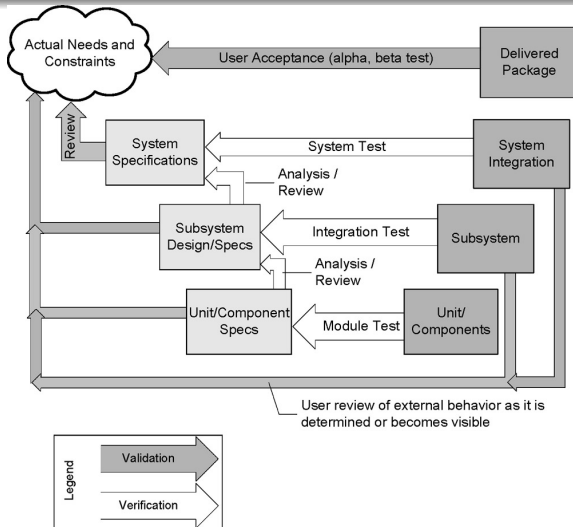 Actual Needs and
Constraints
User Acceptance (alpha, beta test)
Delivered
Package
Review
System
Specifications
System Test
System
Integration
Analysis /
Review
Subsystem
Design/Specs
Integration Test
Subsystem
Analysis /
Review
Unit/Component
Specs
Module Test
Unit/
Components
User review of external behavior as it is
determined or becomes visible
Legend
Validation
Verification